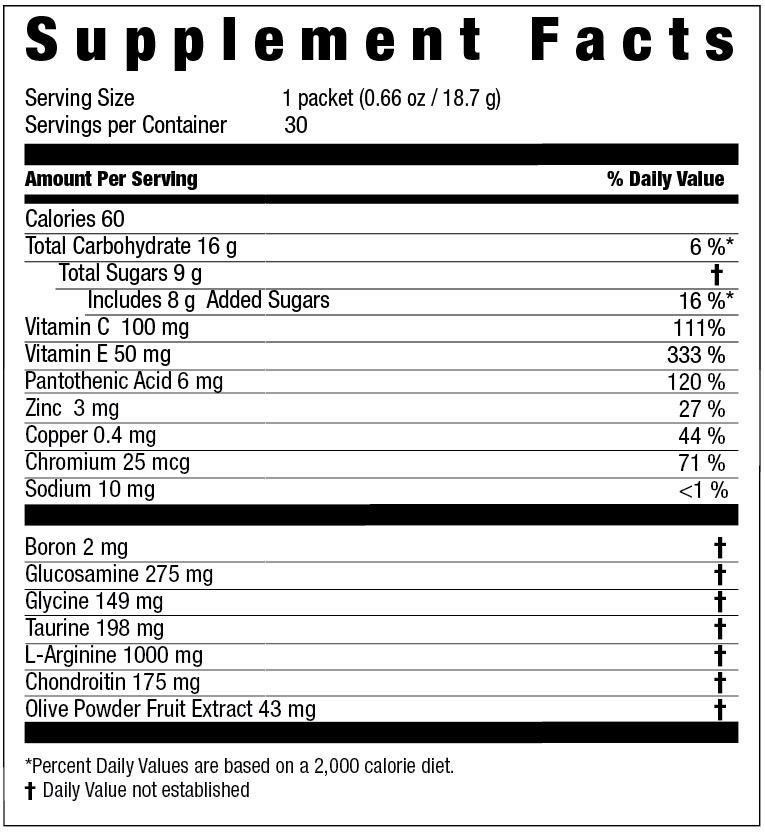 Supplement Facts
Serving Size 1 packet (0.66 oz / 18.7 g)
Servings per Container 30
Amount Per Serving % Daily Value
Calories 60
Total Carbohydrate 16 g 6 %*
Total Sugars 9 g †
Includes 8 g Added Sugars 16 %*
Vitamin C 100 mg 111%
Vitamin E 50 mg 333 %
Pantothenic Acid 6 mg 120 %
Zinc 3 mg 27 %
Copper 0.4 mg 44 %
Chromium 25 mcg 71 %
Sodium 10 mg <1 %
Boron 2 mg †
Glucosamine 275 mg †
Glycine 149 mg †
Taurine 198 mg †
L-Arginine 1000 mg †
Chondroitin 175 mg †
Olive Powder Fruit Extract 43 mg †
*Percent Daily Values are based on a 2,000 calorie diet.
† Daily Value not established